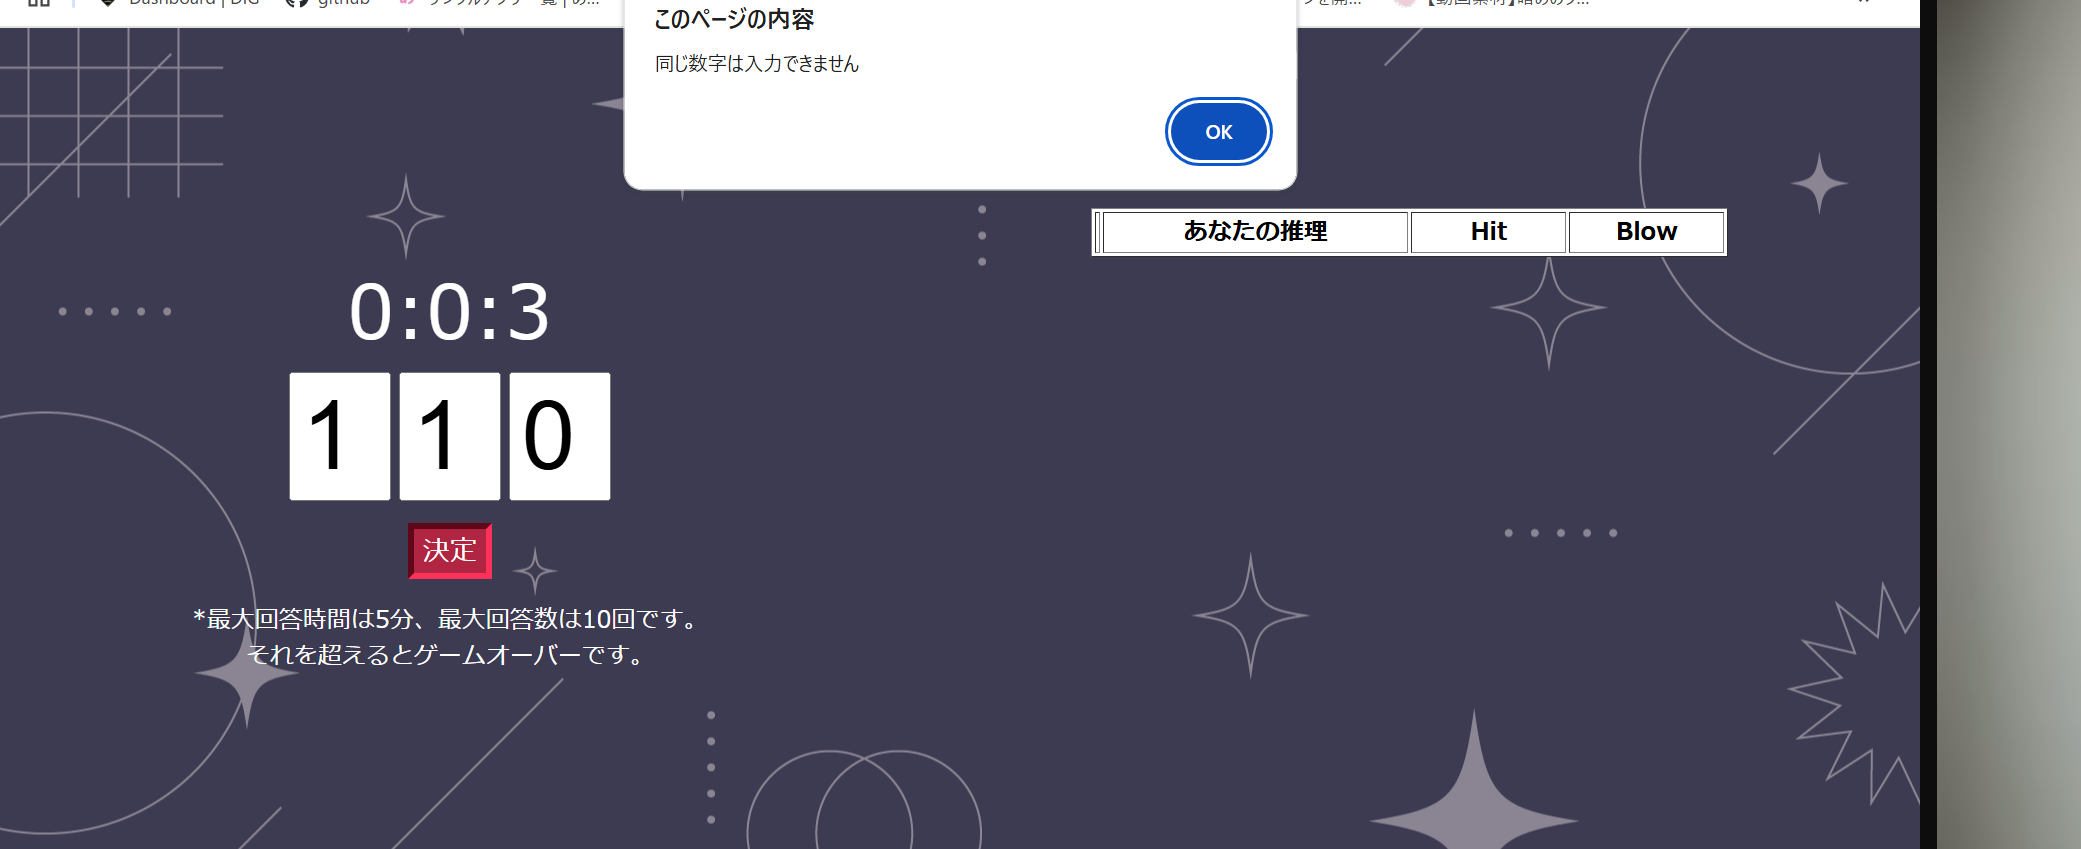 このページの内容
同じ数字は入力できません
OK
あなたの推理 Hit Blow
0:0:3
1 1 0
決定
*最大回答時間は5分、最大回答数は10回です。
それを超えるとゲームオーバーです。